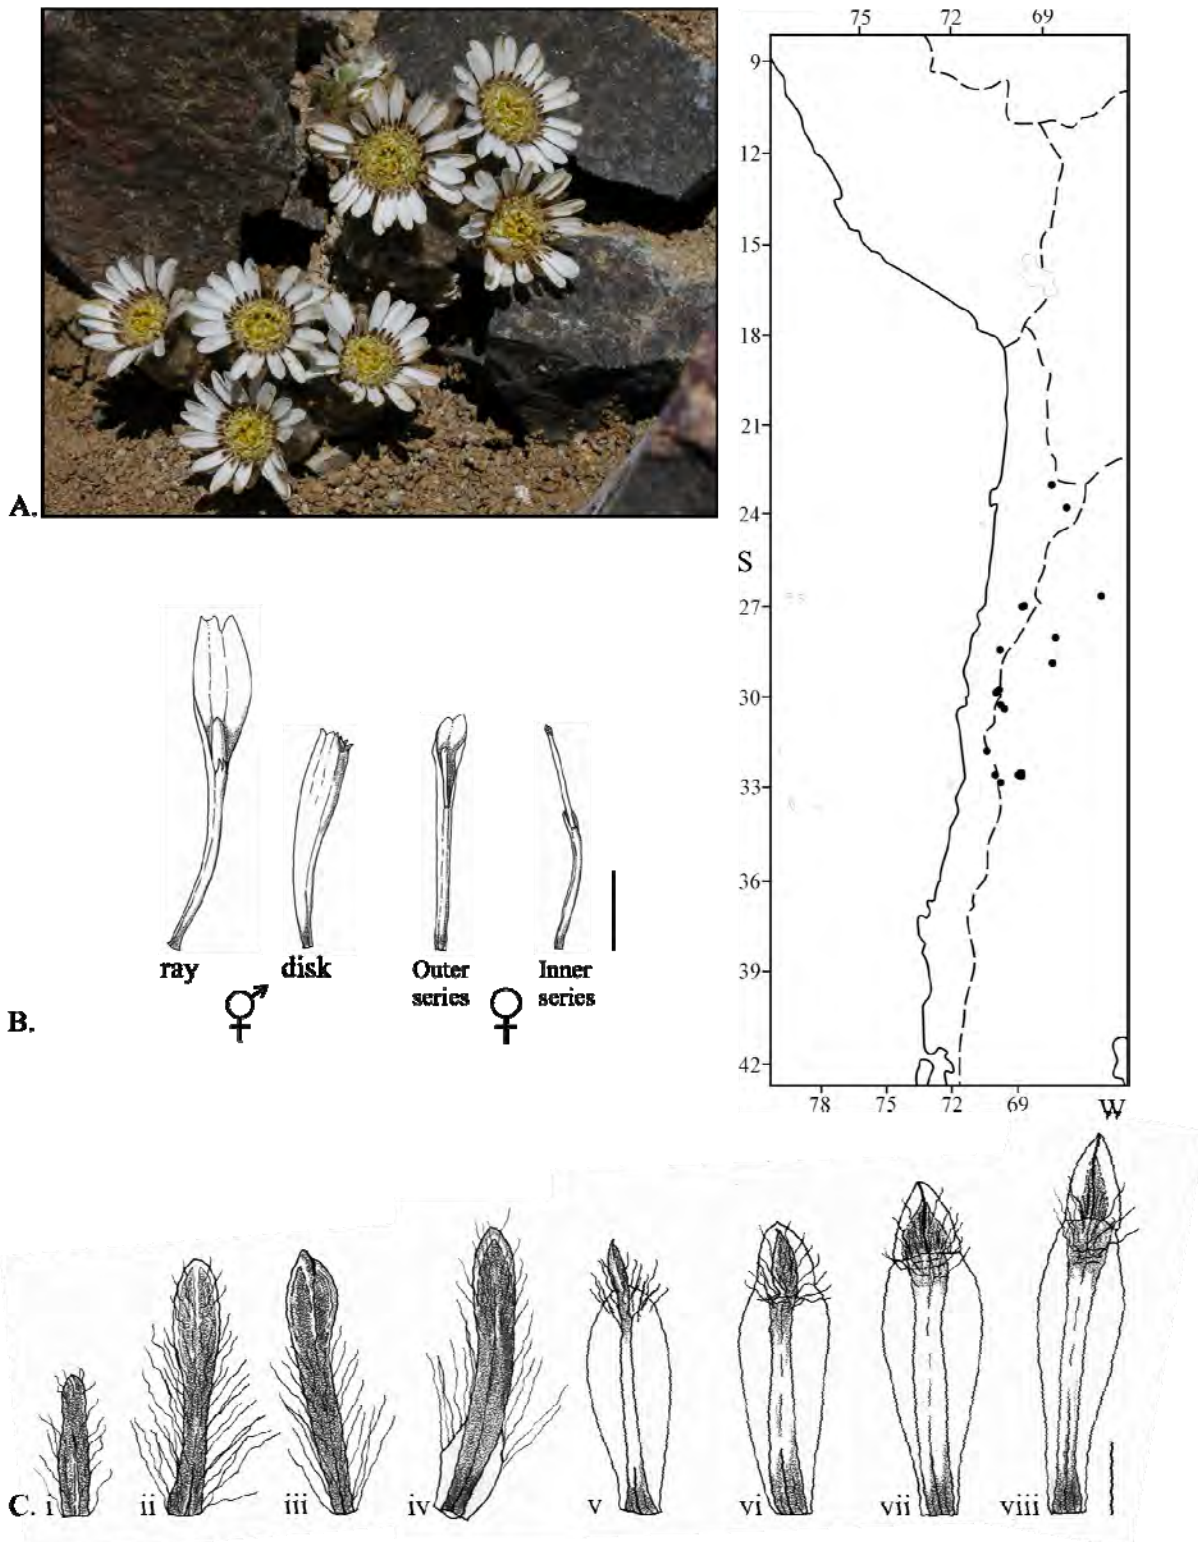 75 72 69
9
12
15
18
21
24
S
27
30
33
36
39
42
78 75 72 69 W
A.
ray disk Outer series Inner series
⚥ ♀
B.
C. i ii iii iv v vi vii viii